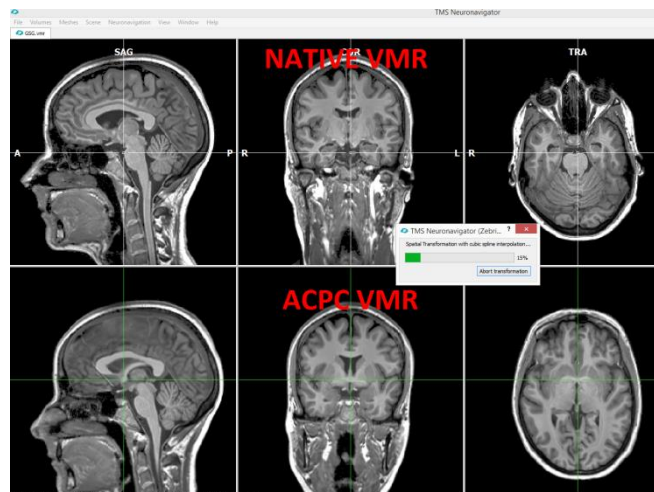 TMS Neuronavigator
File Volumes Meshes Scene Neuronavigation View Window Help
GSG.vmr
SAG
COR
TRA
NATIVE VMR
A
P
R
L
R
TMS Neuronavigator (Zebri... ? ×
Spatial Transformation with cubic spline interpolation...
15%
Abort transformation
ACPC VMR